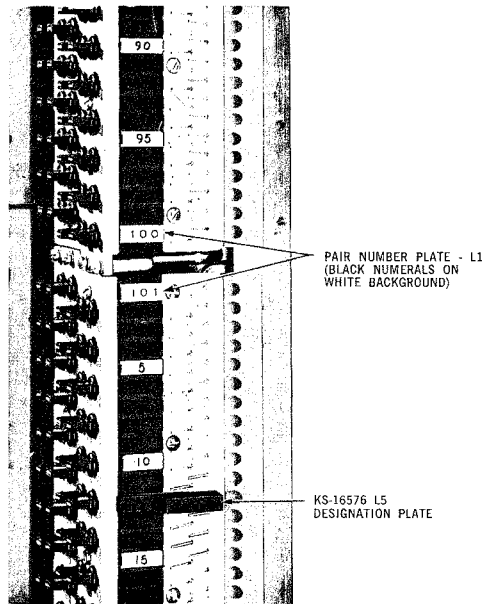 90
95
100
101
5
10
15
PAIR NUMBER PLATE - L1
(BLACK NUMERALS ON
WHITE BACKGROUND)
KS-16576 L5
DESIGNATION PLATE